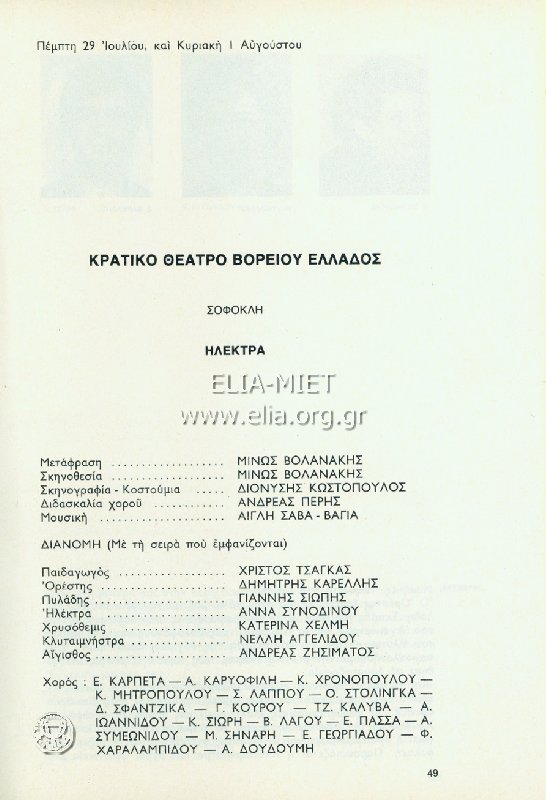 Πέμπτη 29 Ἰουλίου, καὶ Κυριακὴ 1 Αὐγούστου
ΚΡΑΤΙΚΟ ΘΕΑΤΡΟ ΒΟΡΕΙΟΥ ΕΛΛΑΔΟΣ
ΣΟΦΟΚΛΗ
ΗΛΕΚΤΡΑ
ELIA-MIET
www.elia.org.gr
Μετάφραση .................. ΜΙΝΩΣ ΒΟΛΑΝΑΚΗΣ
Σκηνοθεσία .................. ΜΙΝΩΣ ΒΟΛΑΝΑΚΗΣ
Σκηνογραφία - Κοστούμια ..... ΔΙΟΝΥΣΗΣ ΚΩΣΤΟΠΟΥΛΟΣ
Διδασκαλία χοροῦ ........... ΑΝΔΡΕΑΣ ΠΕΡΗΣ
Μουσικὴ .................... ΑΙΓΛΗ ΣΑΒΑ - ΒΑΓΙΑ
ΔΙΑΝΟΜΗ (Μὲ τὴ σειρὰ ποὺ ἐμφανίζονται)
Παιδαγωγὸς ................. ΧΡΙΣΤΟΣ ΤΣΑΓΚΑΣ
Ὀρέστης ..................... ΔΗΜΗΤΡΗΣ ΚΑΡΕΛΛΗΣ
Πυλάδης ..................... ΓΙΑΝΝΗΣ ΣΙΩΠΗΣ
Ἠλέκτρα ................... ΑΝΝΑ ΣΥΝΟΔΙΝΟΥ
Χρυσόθεμις ................... ΚΑΤΕΡΙΝΑ ΧΕΛΜΗ
Κλυταιμνήστρα ............... ΝΕΛΛΗ ΑΓΓΕΛΙΔΟΥ
Αἴγισθος ..................... ΑΝΔΡΕΑΣ ΖΗΣΙΜΑΤΟΣ
Χορός : Ε. ΚΑΡΠΕΤΑ — Α. ΚΑΡΥΟΦΙΛΗ — Κ. ΧΡΟΝΟΠΟΥΛΟΥ —
Κ. ΜΗΤΡΟΠΟΥΛΟΥ — Σ. ΛΑΠΠΟΥ — Ο. ΣΤΟΛΙΝΓΚΑ —
Δ. ΣΦΑΝΤΖΙΚΑ — Γ. ΚΟΥΡΟΥ — ΤΖ. ΚΑΛΥΒΑ — Α.
ΙΩΑΝΝΙΔΟΥ — Κ. ΣΙΩΡΗ — Β. ΛΑΓΟΥ — Ε. ΠΑΣΣΑ — Α.
ΣΥΜΕΩΝΙΔΟΥ — Μ. ΣΗΝΑΡΗ — Ε. ΓΕΩΡΓΙΑΔΟΥ — Φ.
ΧΑΡΑΛΑΜΠΙΔΟΥ — Α. ΔΟΥΔΟΥΜΗ
49